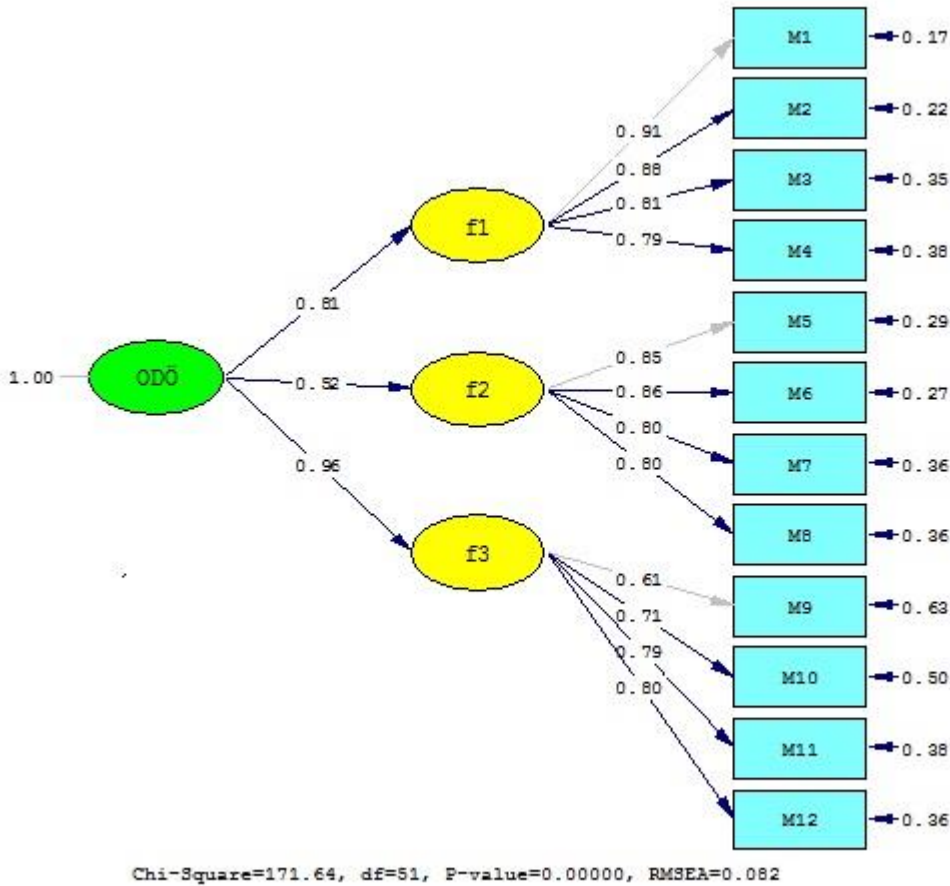 M1
0.17
M2
0.22
0.91
0.88
M3
0.35
0.81
f1
0.79
M4
0.38
0.81
M5
0.29
0.85
1.00
ODÖ
0.52
f2
0.86
M6
0.27
0.80
M7
0.36
0.80
0.96
M8
0.36
f3
0.61
M9
0.63
0.71
0.79
M10
0.50
0.80
M11
0.38
M12
0.36
Chi-Square=171.64, df=51, P-value=0.00000, RMSEA=0.082